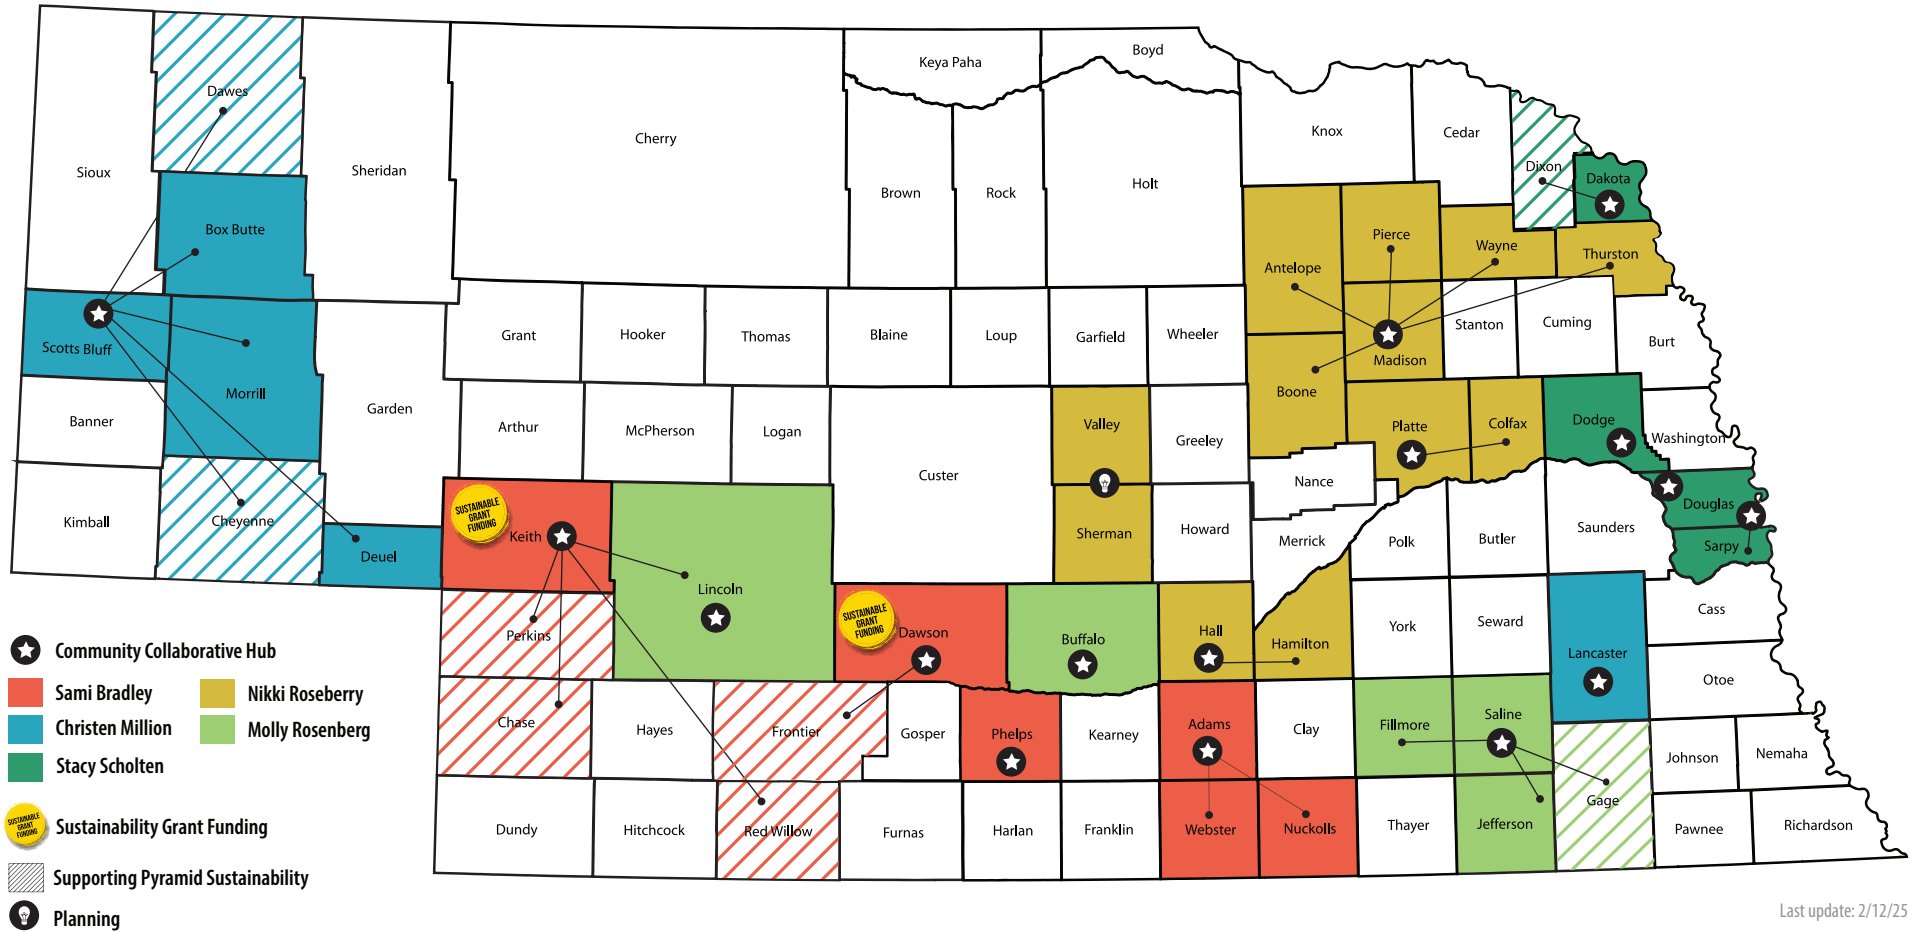 Boyd
Keya Paha
Dawes
Cherry
Knox
Cedar
Sioux
Sheridan
Dixon
Dakota
Brown
Rock
Holt
Box Butte
Pierce
Wayne
Thurston
Antelope
Scotts Bluff
Grant
Hooker
Thomas
Blaine
Loup
Garfield
Wheeler
Madison
Stanton
Cuming
Burt
Morrill
Garden
Boone
Banner
Arthur
McPherson
Logan
Valley
Greeley
Platte
Colfax
Dodge
Washington
Custer
Nance
Kimball
Cheyenne
SUSTAINABLE
GRANT
FUNDING
Keith
Sherman
Howard
Merrick
Polk
Butler
Saunders
Douglas
Sarpy
Deuel
Lincoln
SUSTAINABLE
GRANT
FUNDING
Dawson
Buffalo
Hall
Hamilton
York
Seward
Lancaster
Cass
Perkins
Otoe
Chase
Hayes
Frontier
Gosper
Phelps
Kearney
Adams
Clay
Fillmore
Saline
Johnson
Nemaha
Gage
Dundy
Hitchcock
Red Willow
Furnas
Harlan
Franklin
Webster
Nuckolls
Thayer
Jefferson
Pawnee
Richardson
Community Collaborative Hub
Sami Bradley
Nikki Roseberry
Christen Million
Molly Rosenberg
Stacy Scholten
SUSTAINABLE
GRANT
FUNDING
Sustainability Grant Funding
Supporting Pyramid Sustainability
Planning
Last update: 2/12/25